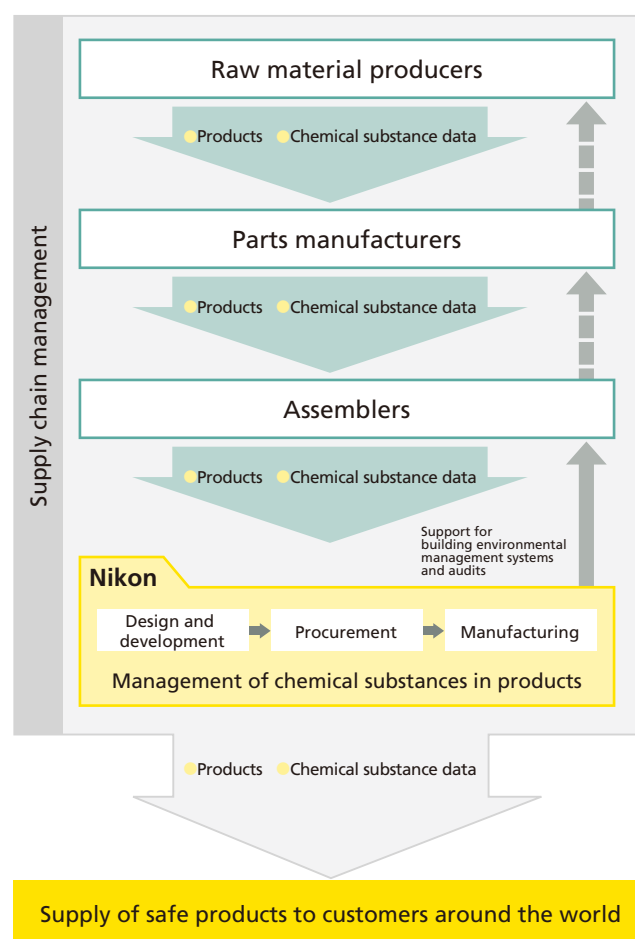 Supply chain management
Raw material producers
Products Chemical substance data
Parts manufacturers
Products Chemical substance data
Assemblers
Products Chemical substance data
Support for
building environmental
management systems
and audits
Nikon
Design and
development
Procurement
Manufacturing
Management of chemical substances in products
Products Chemical substance data
Supply of safe products to customers around the world